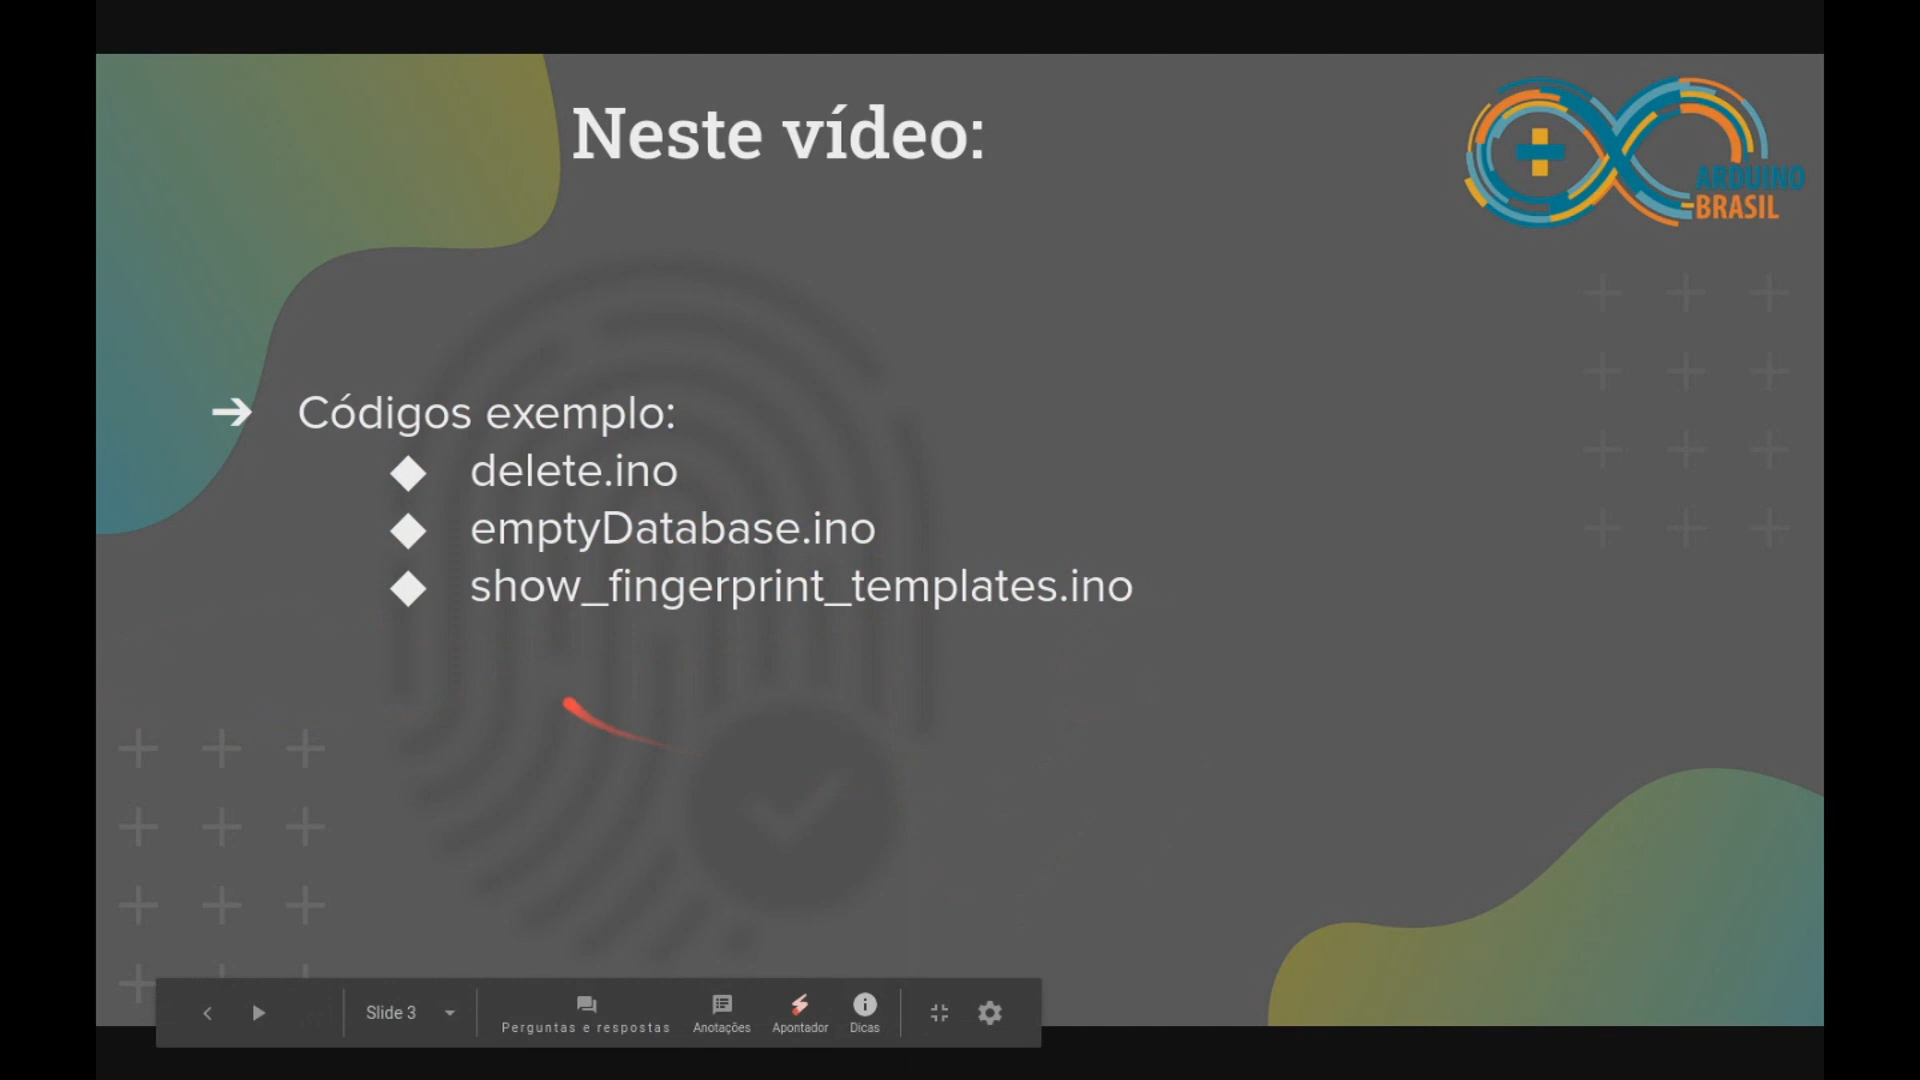 Neste vídeo:
ARDUINO
BRASIL
➔ Códigos exemplo:
◆ delete.ino
◆ emptyDatabase.ino
◆ show_fingerprint_templates.ino
Slide 3
Perguntas e respostas
Anotações
Apontador
Dicas